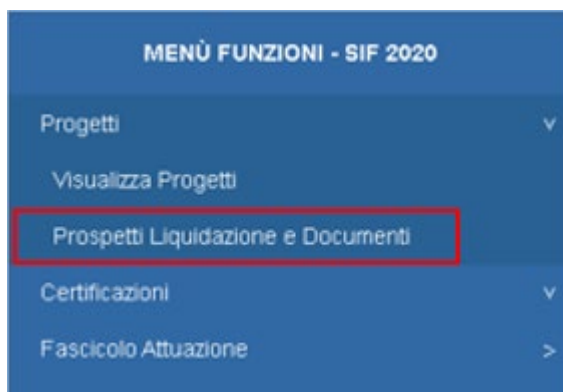 MENÙ FUNZIONI - SIF 2020
Progetti
Visualizza Progetti
Prospetti Liquidazione e Documenti
Certificazioni
Fascicolo Attuazione